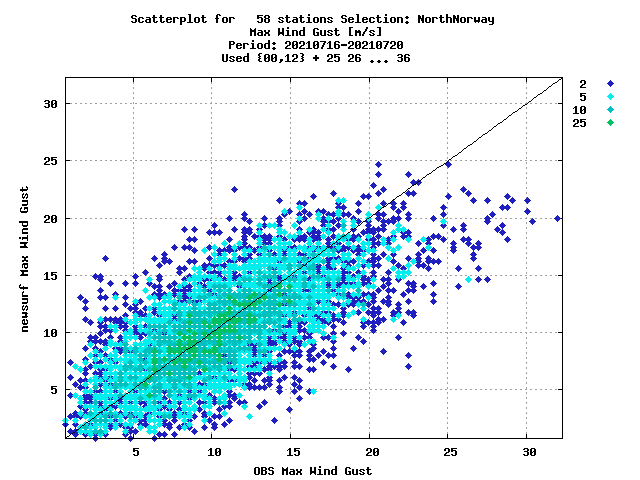 Scatterplot for   58 stations Selection: NorthNorway
Max Wind Gust [m/s]
Period: 20210716-20210720
Used {00,12} + 25 26 ... 36
2
5
10
25
newsurf Max Wind Gust
30
25
20
15
10
5
5 10 15 20 25 30
OBS Max Wind Gust